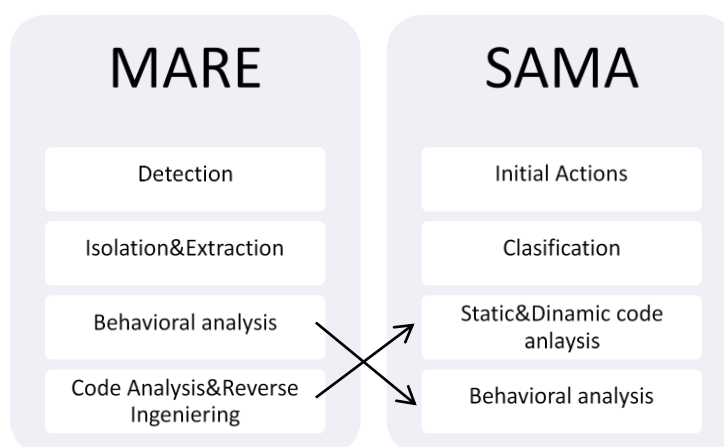 MARE
Detection
Isolation&Extraction
Behavioral analysis
Code Analysis&Reverse
Ingeniering
SAMA
Initial Actions
Clasification
Static&Dinamic code
anlaysis
Behavioral analysis